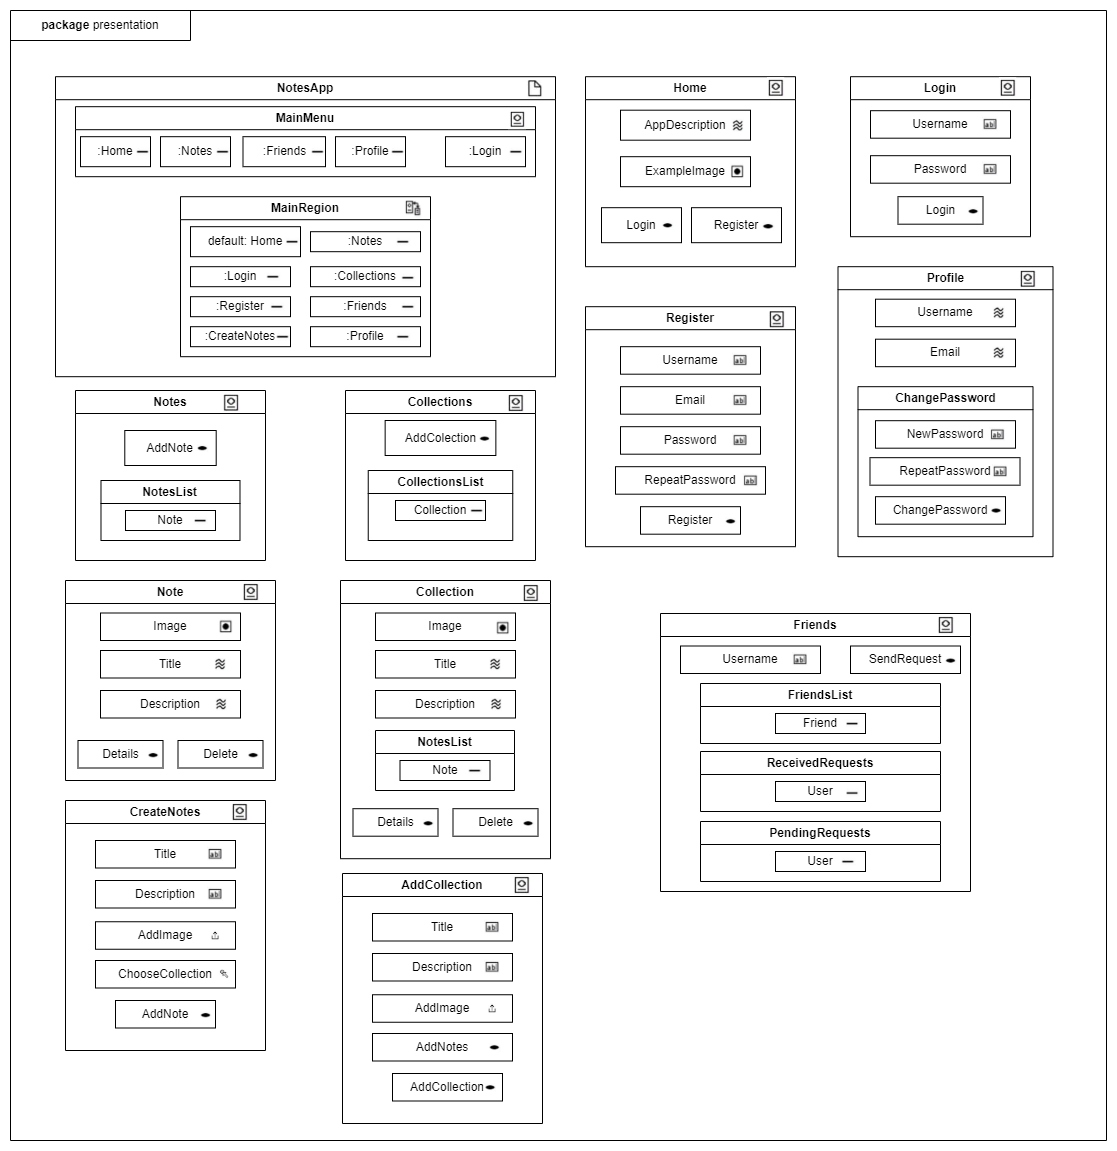 package presentation
NotesApp
MainMenu
:Home
:Notes
:Friends
:Profile
:Login
MainRegion
default: Home
:Notes
:Login
:Collections
:Register
:Friends
:CreateNotes
:Profile
Home
AppDescription
ExampleImage
Login
Register
Login
Username
Password
Login
Register
Username
Email
Password
RepeatPassword
Register
Profile
Username
Email
ChangePassword
NewPassword
RepeatPassword
ChangePassword
Notes
AddNote
NotesList
Note
Collections
AddColection
CollectionsList
Collection
Note
Image
Title
Description
Details
Delete
Collection
Image
Title
Description
NotesList
Note
Details
Delete
Friends
Username
SendRequest
FriendsList
Friend
ReceivedRequests
User
PendingRequests
User
CreateNotes
Title
Description
AddImage
ChooseCollection
AddNote
AddCollection
Title
Description
AddImage
AddNotes
AddCollection